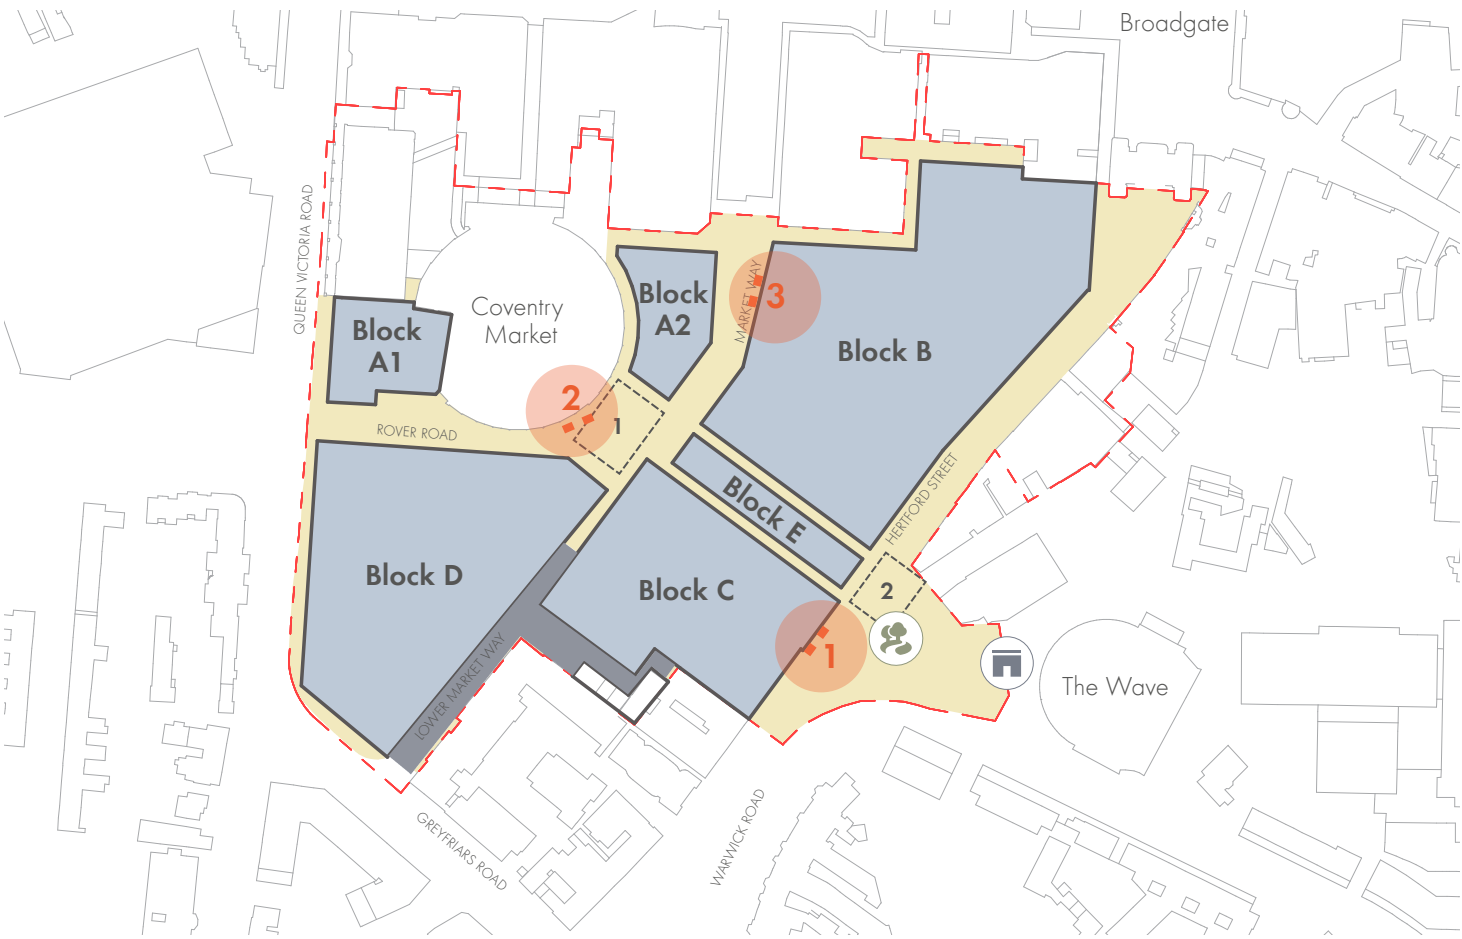 Broadgate
QUEEN VICTORIA ROAD
Coventry
Market
Block
A1
Block
A2
MARKET WAY
3
Block B
2
1
ROVER ROAD
HERTFORD STREET
Block E
Block D
Block C
2
1
LOWER MARKET WAY
The Wave
GREYFRIARS ROAD
WARWICK ROAD